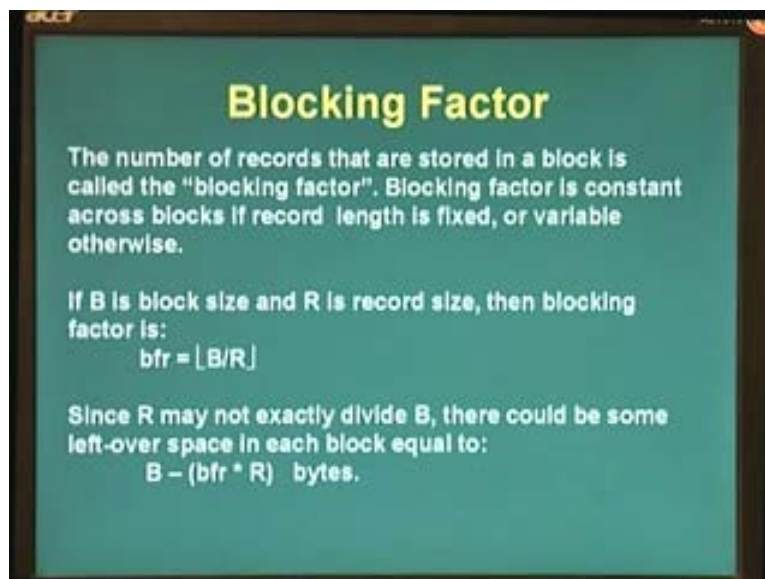 acer
Blocking Factor
The number of records that are stored in a block is
called the "blocking factor". Blocking factor is constant
across blocks if record length is fixed, or variable
otherwise.
If B is block size and R is record size, then blocking
factor is:
bfr = ⌊B/R⌋
Since R may not exactly divide B, there could be some
left-over space in each block equal to:
B – (bfr * R) bytes.